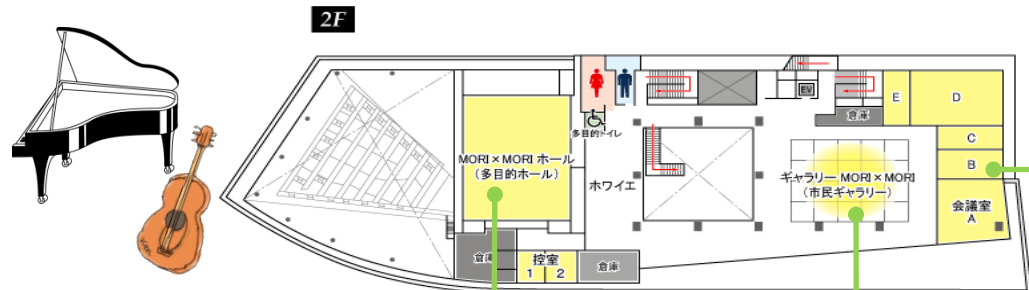 2F
EV
E
D
倉庫
多目的トイレ
C
MORI×MORI ホール
(多目的ホール)
B
ホワイエ
ギャラリー MORI×MORI
(市民ギャラリー)
会議室
A
倉庫
控室
1 2
倉庫